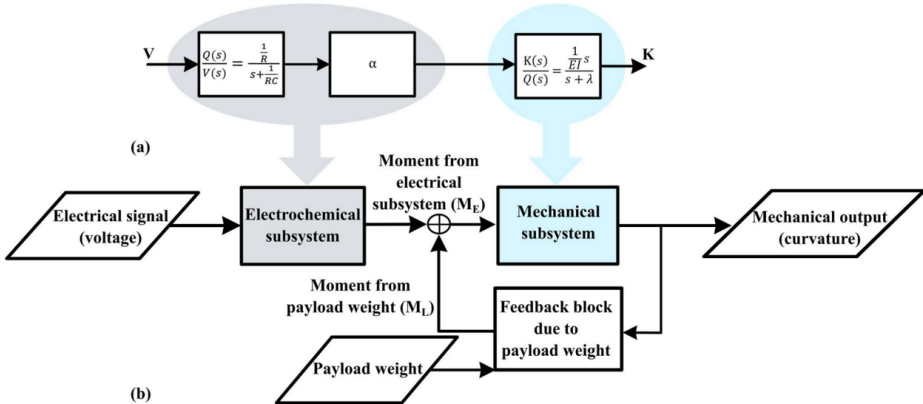 V
Q(s)/V(s) = (1/R)/(s+1/RC)
α
K(s)/Q(s) = (1/EI s)/(s + λ)
K
(a)
Electrical signal
(voltage)
Electrochemical
subsystem
Moment from
electrical
subsystem (M_E)
Mechanical
subsystem
Mechanical output
(curvature)
Moment from
payload weight (M_L)
Feedback block
due to
payload weight
Payload weight
(b)